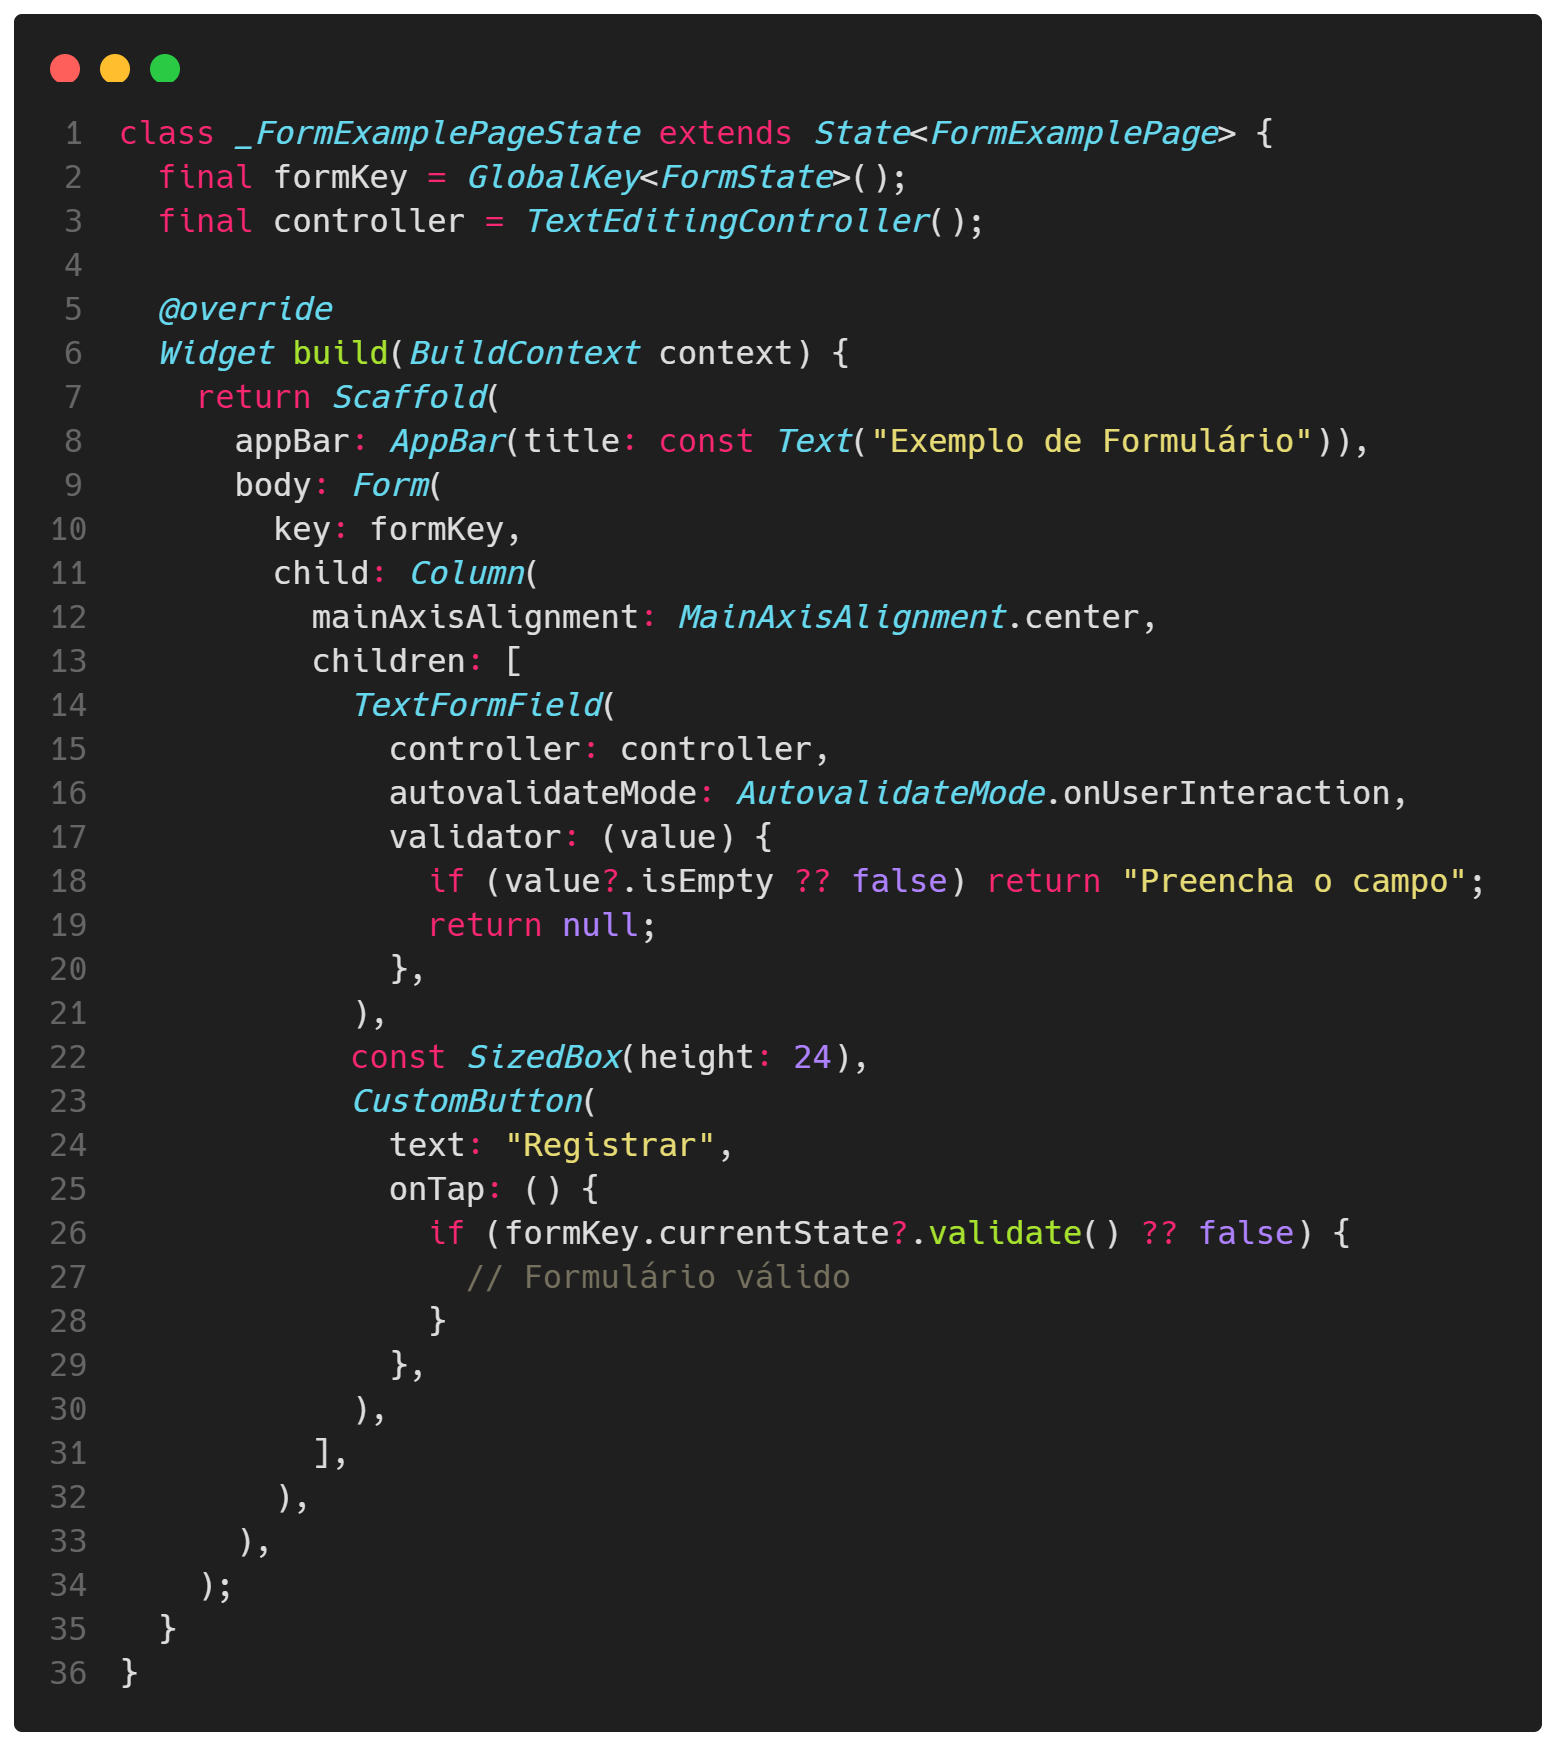 1 class _FormExamplePageState extends State<FormExamplePage> {
2   final formKey = GlobalKey<FormState>();
3   final controller = TextEditingController();
4
5   @override
6   Widget build(BuildContext context) {
7     return Scaffold(
8       appBar: AppBar(title: const Text("Exemplo de Formulário")),
9       body: Form(
10         key: formKey,
11         child: Column(
12           mainAxisAlignment: MainAxisAlignment.center,
13           children: [
14             TextFormField(
15               controller: controller,
16               autovalidateMode: AutovalidateMode.onUserInteraction,
17               validator: (value) {
18                 if (value?.isEmpty ?? false) return "Preencha o campo";
19                 return null;
20               },
21             ),
22             const SizedBox(height: 24),
23             CustomButton(
24               text: "Registrar",
25               onTap: () {
26                 if (formKey.currentState?.validate() ?? false) {
27                   // Formulário válido
28                 }
29               },
30             ),
31           ],
32         ),
33       ),
34     );
35   }
36 }